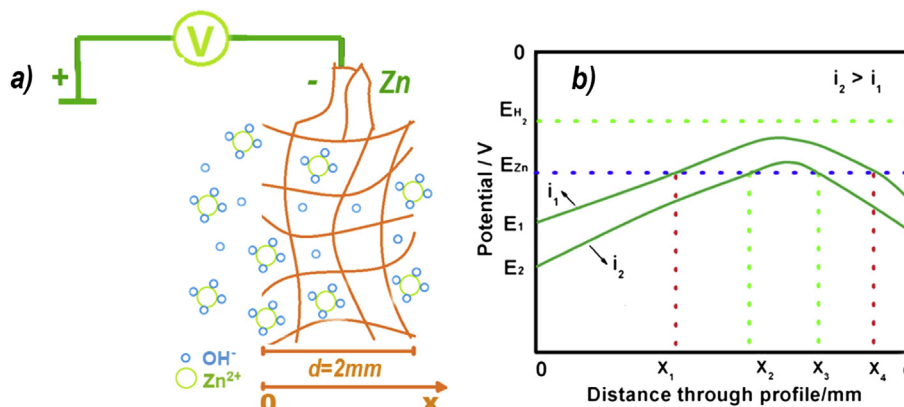 a)
V
+
-
Zn
OH⁻
Zn²⁺
d=2mm
0
x
b)
Potential / V
0
E_H₂
E_Zn
E₁
E₂
i₂ > i₁
i₁
i₂
0
X₁
X₂
X₃
X₄
Distance through profile/mm